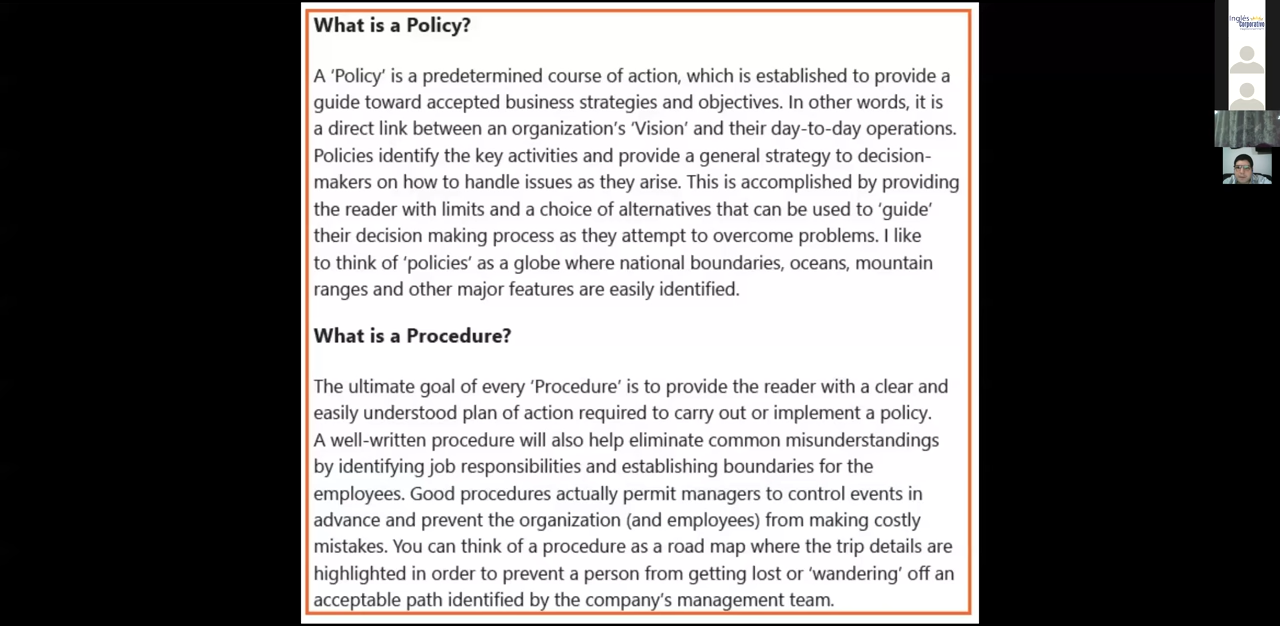 What is a Policy?
A ‘Policy’ is a predetermined course of action, which is established to provide a
guide toward accepted business strategies and objectives. In other words, it is
a direct link between an organization’s ‘Vision’ and their day-to-day operations.
Policies identify the key activities and provide a general strategy to decision-
makers on how to handle issues as they arise. This is accomplished by providing
the reader with limits and a choice of alternatives that can be used to ‘guide’
their decision making process as they attempt to overcome problems. I like
to think of ‘policies’ as a globe where national boundaries, oceans, mountain
ranges and other major features are easily identified.
What is a Procedure?
The ultimate goal of every ‘Procedure’ is to provide the reader with a clear and
easily understood plan of action required to carry out or implement a policy.
A well-written procedure will also help eliminate common misunderstandings
by identifying job responsibilities and establishing boundaries for the
employees. Good procedures actually permit managers to control events in
advance and prevent the organization (and employees) from making costly
mistakes. You can think of a procedure as a road map where the trip details are
highlighted in order to prevent a person from getting lost or ‘wandering’ off an
acceptable path identified by the company’s management team.
Inglés
Corporativo